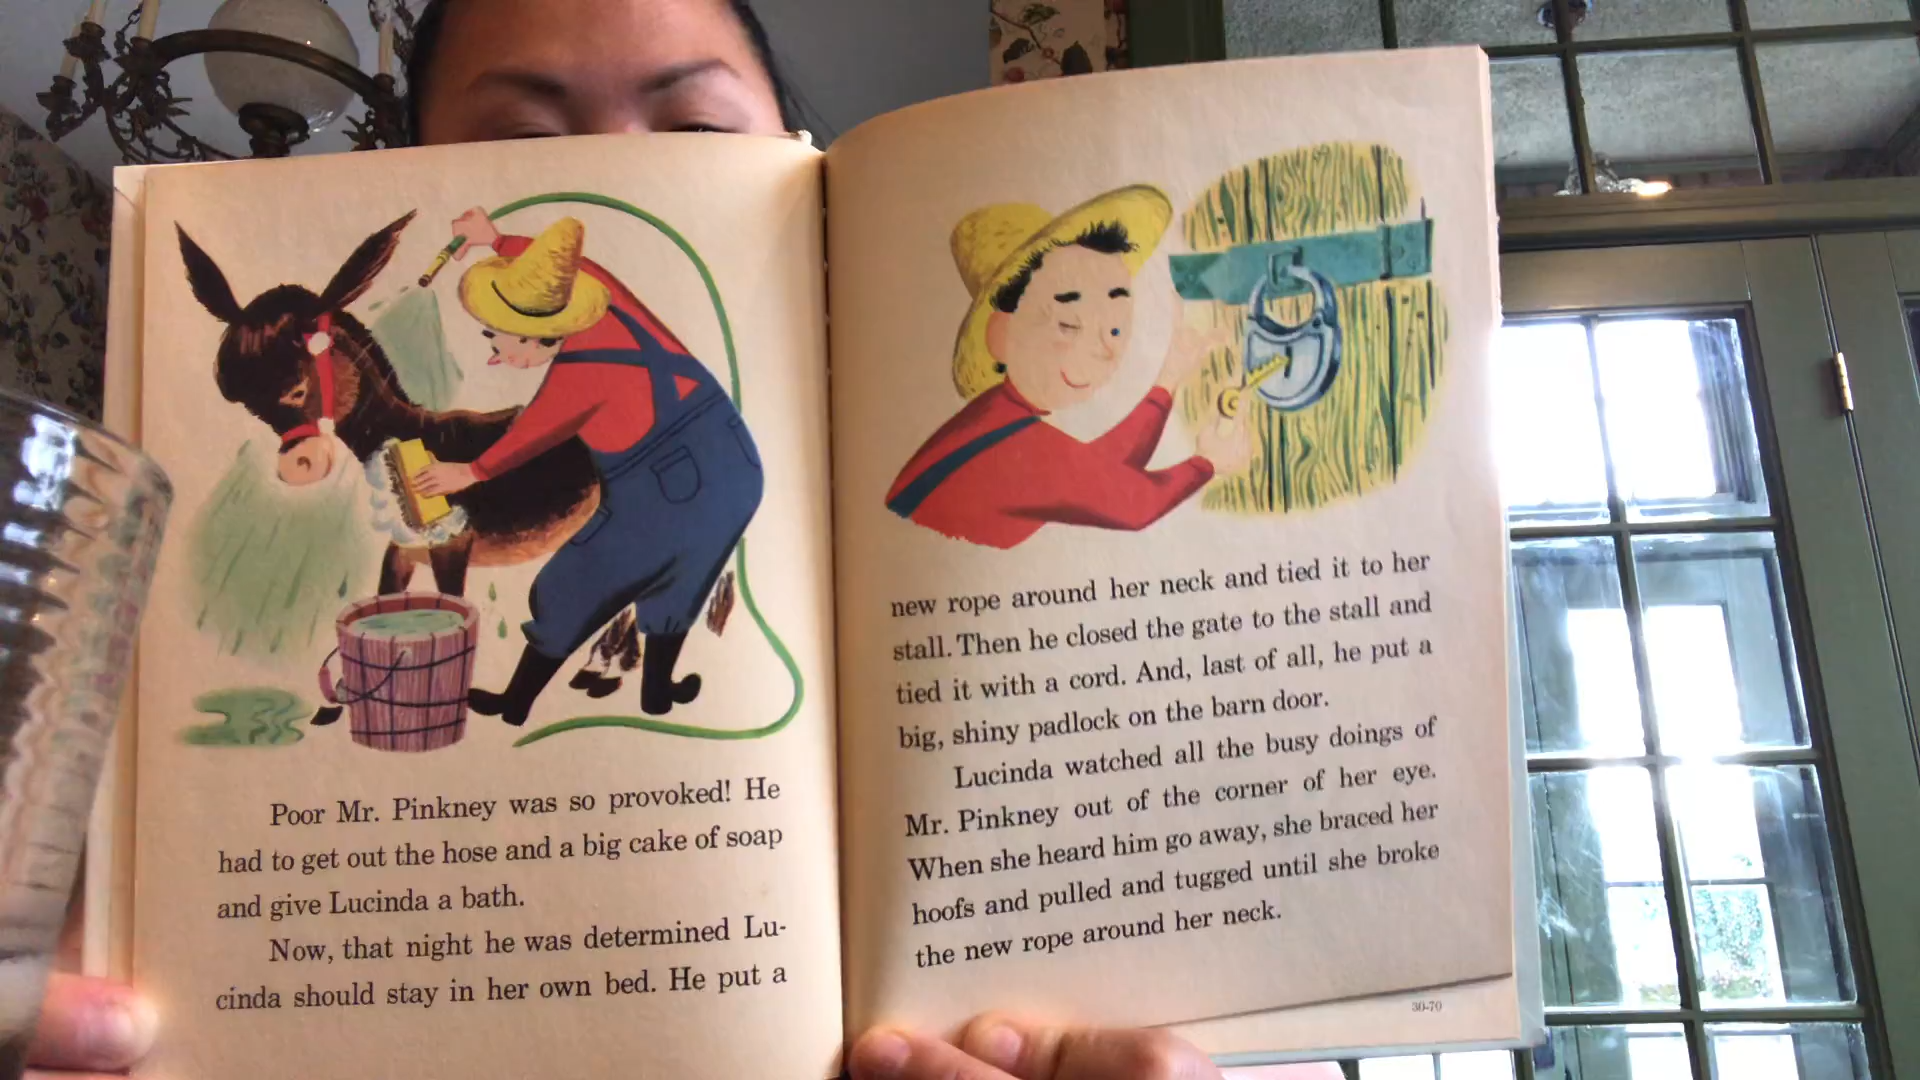 Poor Mr. Pinkney was so provoked! He
had to get out the hose and a big cake of soap
and give Lucinda a bath.
Now, that night he was determined Lu-
cinda should stay in her own bed. He put a
new rope around her neck and tied it to her
stall. Then he closed the gate to the stall and
tied it with a cord. And, last of all, he put a
big, shiny padlock on the barn door.
Lucinda watched all the busy doings of
Mr. Pinkney out of the corner of her eye.
When she heard him go away, she braced her
hoofs and pulled and tugged until she broke
the new rope around her neck.
30-70